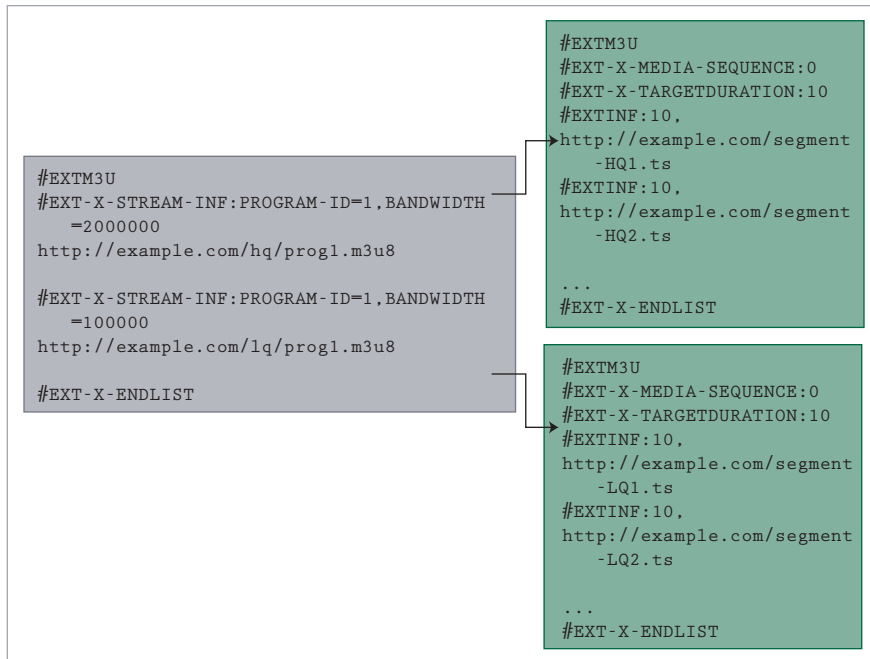 #EXTM3U
#EXT-X-STREAM-INF:PROGRAM-ID=1,BANDWIDTH
=2000000
http://example.com/hq/prog1.m3u8
#EXT-X-STREAM-INF:PROGRAM-ID=1,BANDWIDTH
=100000
http://example.com/lq/prog1.m3u8
#EXT-X-ENDLIST
#EXTM3U
#EXT-X-MEDIA-SEQUENCE:0
#EXT-X-TARGETDURATION:10
#EXTINF:10,
http://example.com/segment
-HQ1.ts
#EXTINF:10,
http://example.com/segment
-HQ2.ts
...
#EXT-X-ENDLIST
#EXTM3U
#EXT-X-MEDIA-SEQUENCE:0
#EXT-X-TARGETDURATION:10
#EXTINF:10,
http://example.com/segment
-LQ1.ts
#EXTINF:10,
http://example.com/segment
-LQ2.ts
...
#EXT-X-ENDLIST